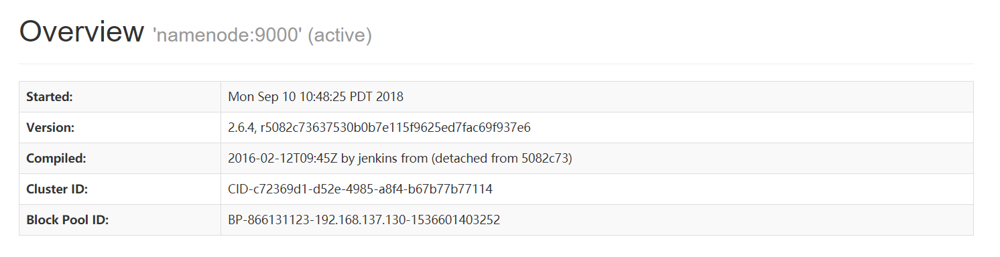 Overview 'namenode:9000' (active)
Started: Mon Sep 10 10:48:25 PDT 2018
Version: 2.6.4, r5082c73637530b0b7e115f9625ed7fac69f937e6
Compiled: 2016-02-12T09:45Z by jenkins from (detached from 5082c73)
Cluster ID: CID-c72369d1-d52e-4985-a8f4-b67b77b77114
Block Pool ID: BP-866131123-192.168.137.130-1536601403252